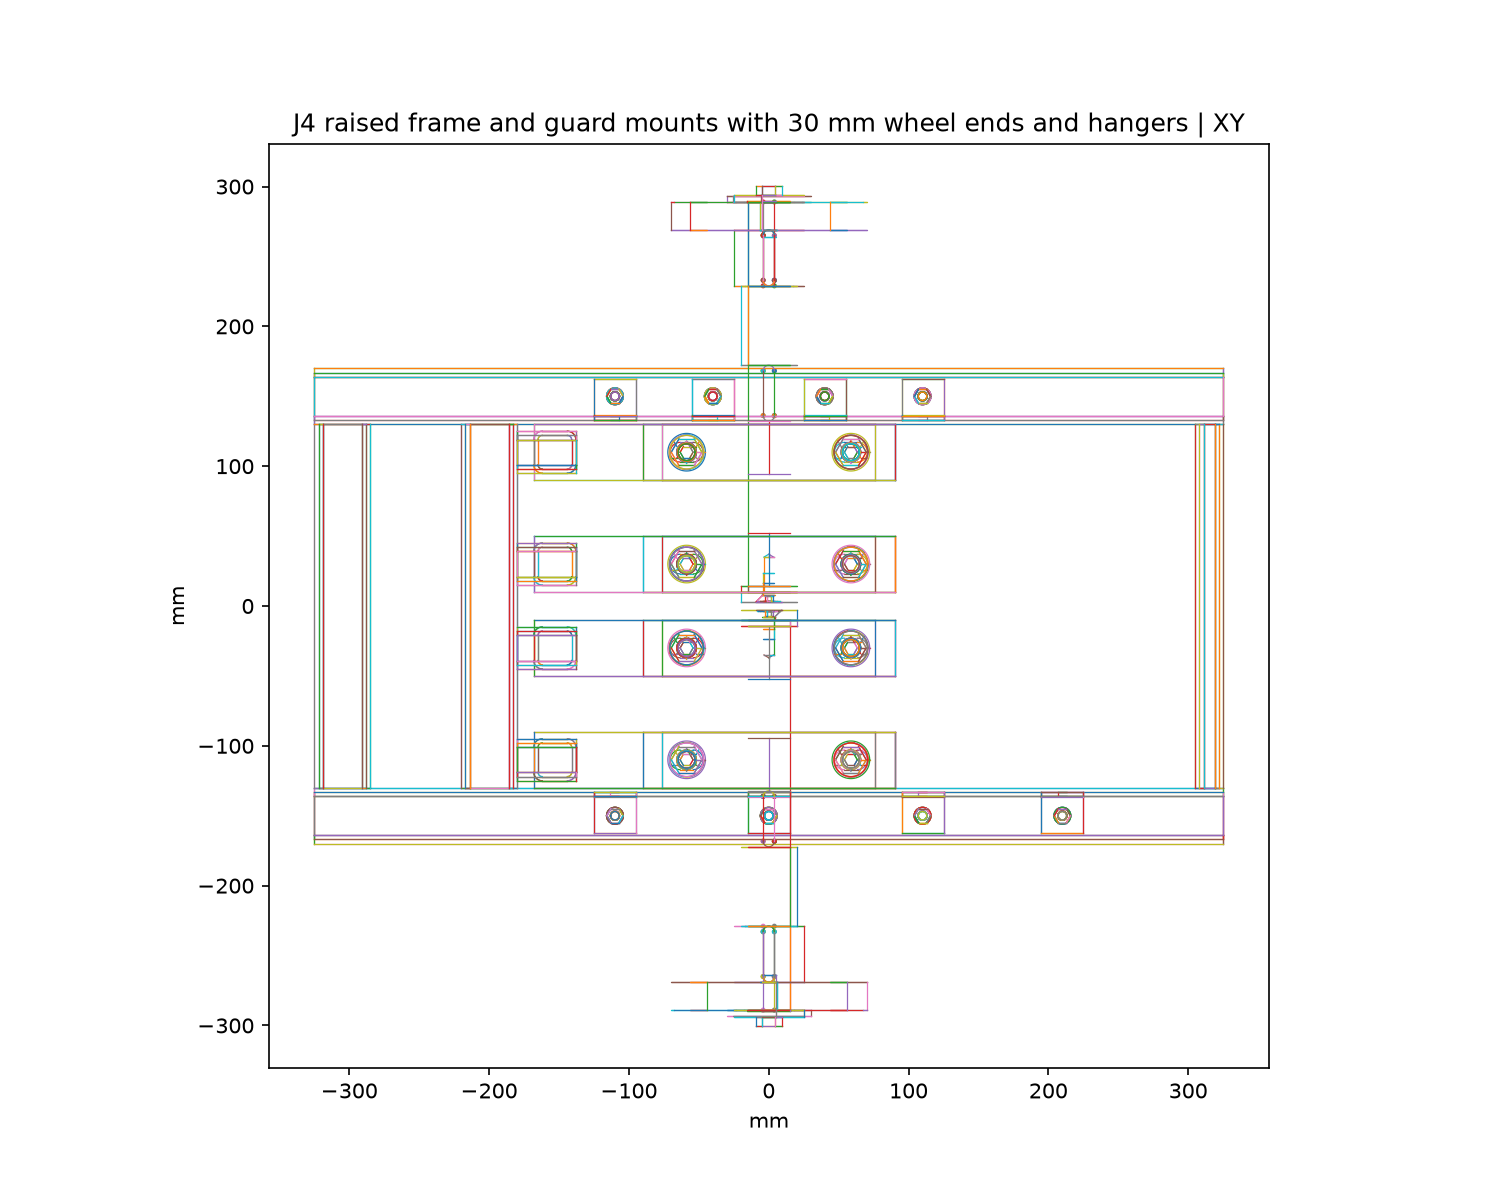 J4 raised frame and guard mounts with 30 mm wheel ends and hangers | XY
300
200
100
0
−100
−200
−300
mm
−300 −200 −100 0 100 200 300
mm